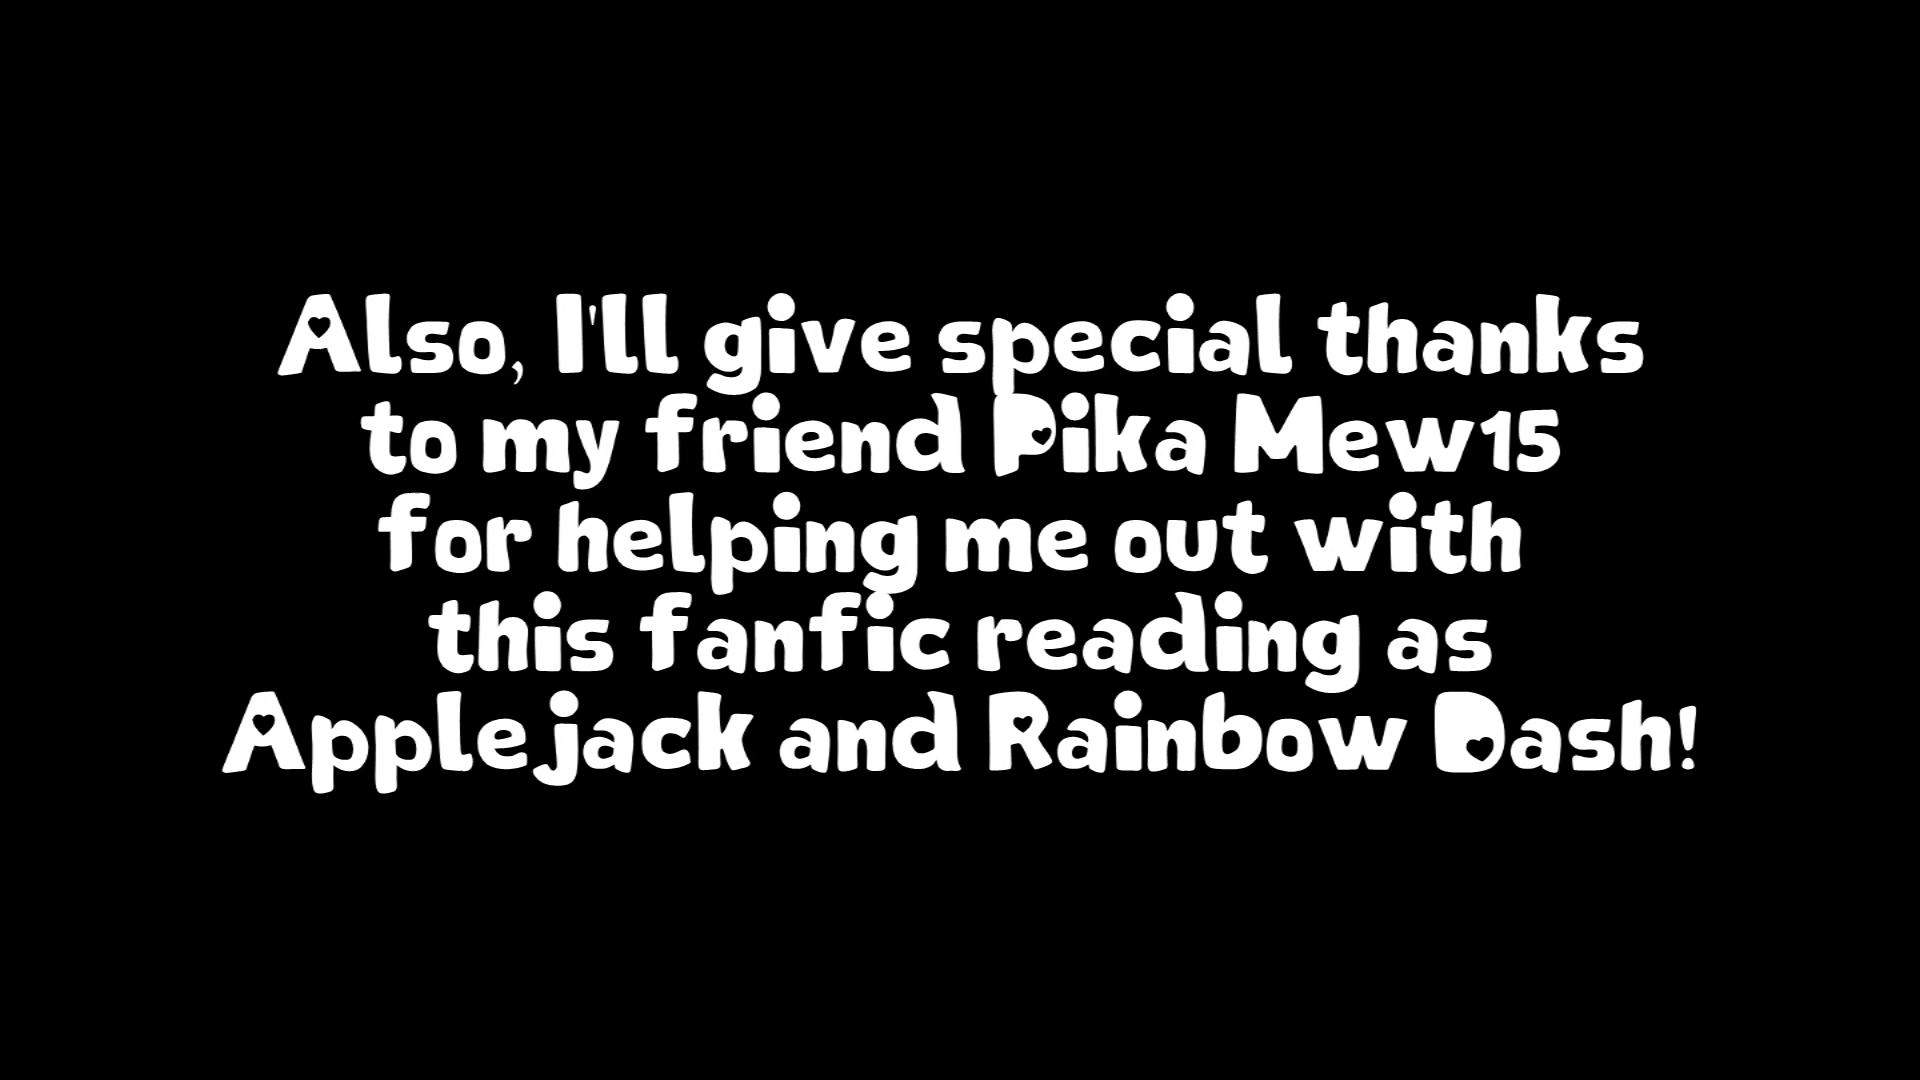 Also, I'll give special thanks
to my friend Pika Mew15
for helping me out with
this fanfic reading as
Applejack and Rainbow Dash!